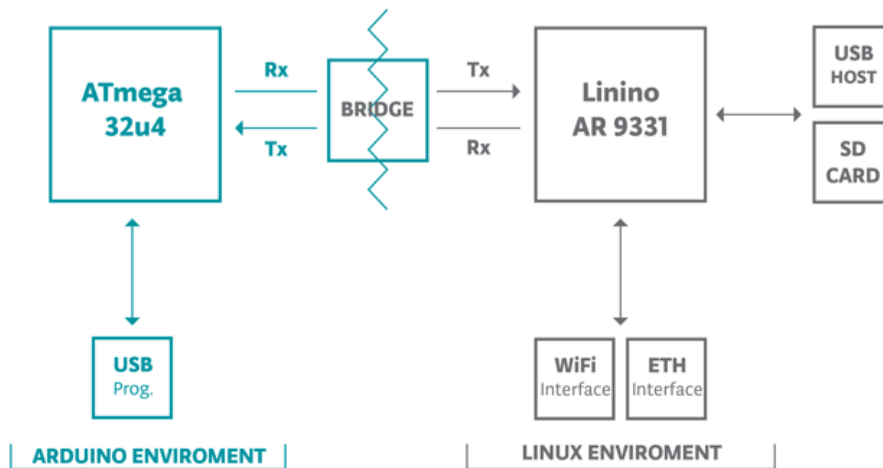 ATmega
32u4
Rx
Tx
BRIDGE
Tx
Rx
Linino
AR 9331
USB
HOST
SD
CARD
USB
Prog.
WiFi
Interface
ETH
Interface
ARDUINO ENVIROMENT
LINUX ENVIROMENT